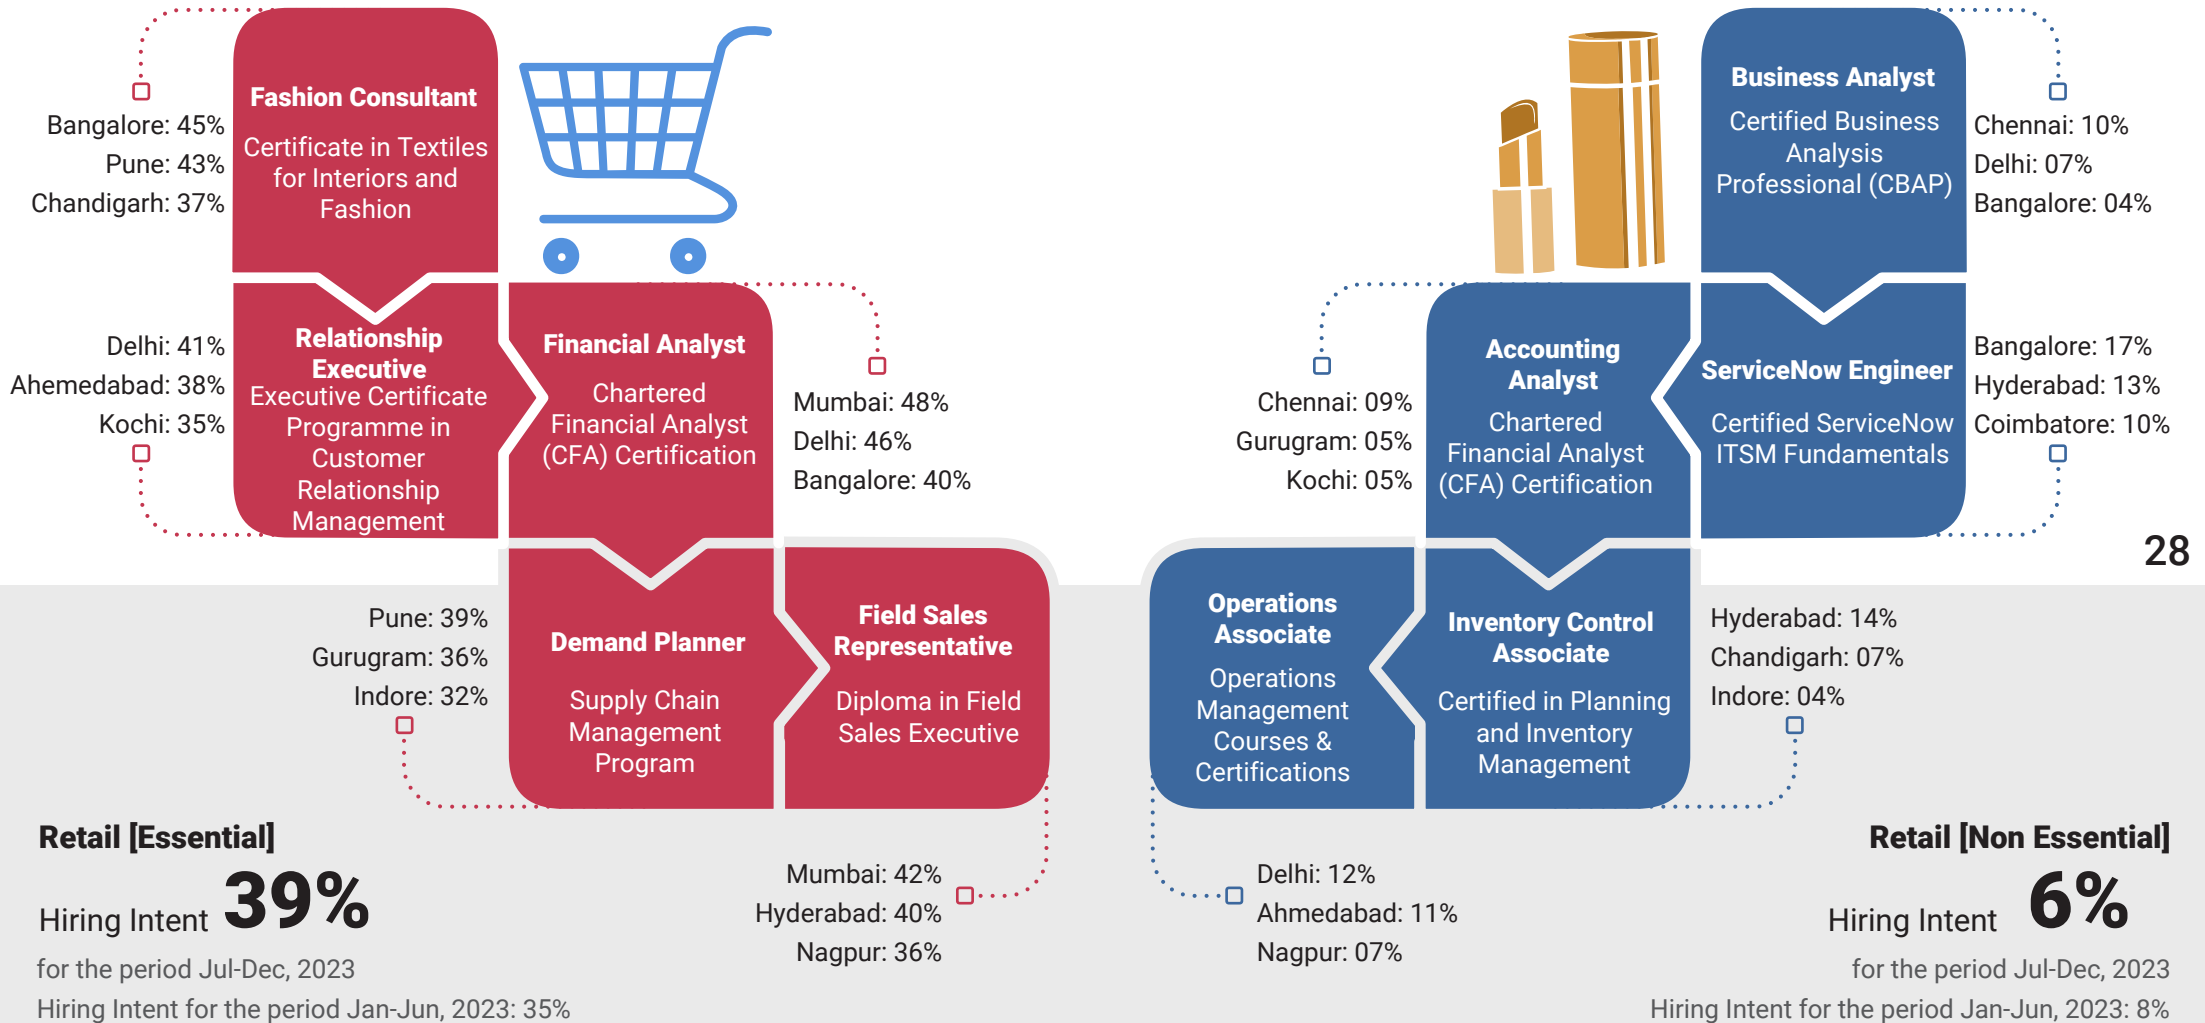 Fashion Consultant
Certificate in Textiles
for Interiors and
Fashion
Bangalore: 45%
Pune: 43%
Chandigarh: 37%
Relationship
Executive
Executive Certificate
Programme in
Customer
Relationship
Management
Delhi: 41%
Ahemedabad: 38%
Kochi: 35%
Financial Analyst
Chartered
Financial Analyst
(CFA) Certification
Mumbai: 48%
Delhi: 46%
Bangalore: 40%
Demand Planner
Supply Chain
Management
Program
Pune: 39%
Gurugram: 36%
Indore: 32%
Field Sales
Representative
Diploma in Field
Sales Executive
Mumbai: 42%
Hyderabad: 40%
Nagpur: 36%
Retail [Essential]
Hiring Intent 39%
for the period Jul-Dec, 2023
Hiring Intent for the period Jan-Jun, 2023: 35%
Business Analyst
Certified Business
Analysis
Professional (CBAP)
Chennai: 10%
Delhi: 07%
Bangalore: 04%
Accounting
Analyst
Chartered
Financial Analyst
(CFA) Certification
Chennai: 09%
Gurugram: 05%
Kochi: 05%
ServiceNow Engineer
Certified ServiceNow
ITSM Fundamentals
Bangalore: 17%
Hyderabad: 13%
Coimbatore: 10%
28
Operations
Associate
Operations
Management
Courses &
Certifications
Delhi: 12%
Ahmedabad: 11%
Nagpur: 07%
Inventory Control
Associate
Certified in Planning
and Inventory
Management
Hyderabad: 14%
Chandigarh: 07%
Indore: 04%
Retail [Non Essential]
Hiring Intent 6%
for the period Jul-Dec, 2023
Hiring Intent for the period Jan-Jun, 2023: 8%